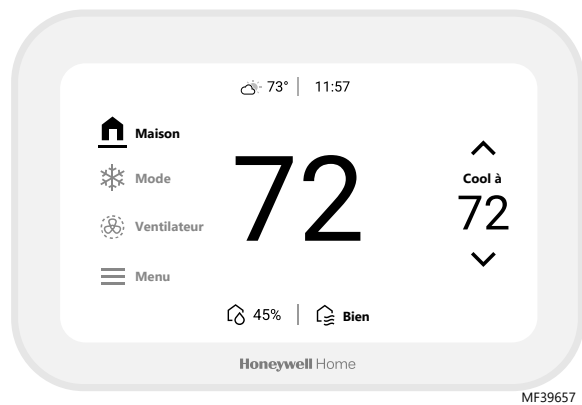 73° 11:57
Maison
Mode
Ventilateur
Menu
72
Cool à
72
45% Bien
Honeywell Home
MF39657